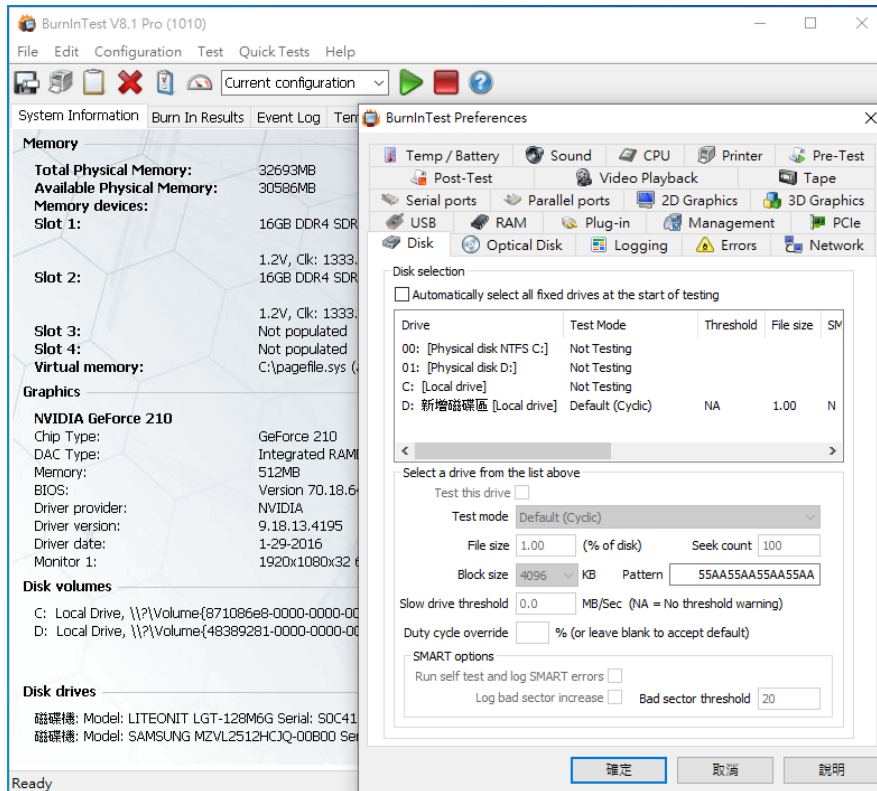 BurnInTest V8.1 Pro (1010)
File Edit Configuration Test Quick Tests Help
Current configuration
System Information Burn In Results Event Log
Memory
Total Physical Memory: 32693MB
Available Physical Memory: 30586MB
Memory devices:
Slot 1: 16GB DDR4 SDR
1.2V, Clk: 1333.
Slot 2: 16GB DDR4 SDR
1.2V, Clk: 1333.
Slot 3: Not populated
Slot 4: Not populated
Virtual memory: C:\pagefile.sys
Graphics
NVIDIA GeForce 210
Chip Type: GeForce 210
DAC Type: Integrated RAM
Memory: 512MB
BIOS: Version 70.18.6
Driver provider: NVIDIA
Driver version: 9.18.13.4195
Driver date: 1-29-2016
Monitor 1: 1920x1080x32
Disk volumes
C: Local Drive, \\?\Volume{871086e8-0000-0000-00
D: Local Drive, \\?\Volume{48389281-0000-0000-00
Disk drives
磁碟機: Model: LITEONIT LGT-128M6G Serial: S0C41
磁碟機: Model: SAMSUNG MZVL2512HCJQ-00B00 Ser
Ready
BurnInTest Preferences
Temp / Battery Sound CPU Printer Pre-Test
Post-Test Video Playback Tape
Serial ports Parallel ports 2D Graphics 3D Graphics
USB RAM Plug-in Management PCIe
Disk Optical Disk Logging Errors Network
Disk selection
Automatically select all fixed drives at the start of testing
Drive Test Mode Threshold File size SM
00: [Physical disk NTFS C:] Not Testing
01: [Physical disk D:] Not Testing
C: [Local drive] Not Testing
D: 新增磁碟區 [Local drive] Default (Cyclic) NA 1.00 N
Select a drive from the list above
Test this drive
Test mode Default (Cyclic)
File size 1.00 (% of disk) Seek count 100
Block size 4096 KB Pattern 55AA55AA55AA55AA
Slow drive threshold 0.0 MB/Sec (NA = No threshold warning)
Duty cycle override % (or leave blank to accept default)
SMART options
Run self test and log SMART errors
Log bad sector increase Bad sector threshold 20
確定 取消 說明